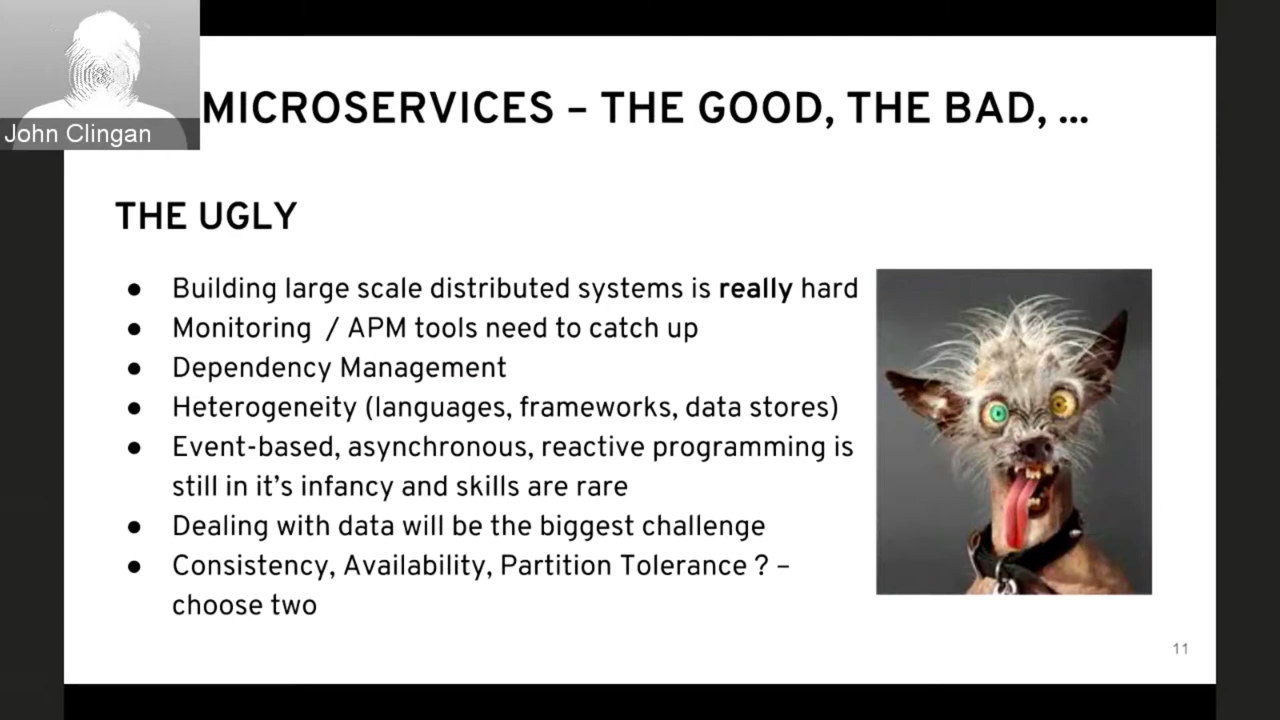 John Clingan
MICROSERVICES – THE GOOD, THE BAD, ...
THE UGLY
● Building large scale distributed systems is really hard
● Monitoring / APM tools need to catch up
● Dependency Management
● Heterogeneity (languages, frameworks, data stores)
● Event-based, asynchronous, reactive programming is
still in it’s infancy and skills are rare
● Dealing with data will be the biggest challenge
● Consistency, Availability, Partition Tolerance ? –
choose two
11